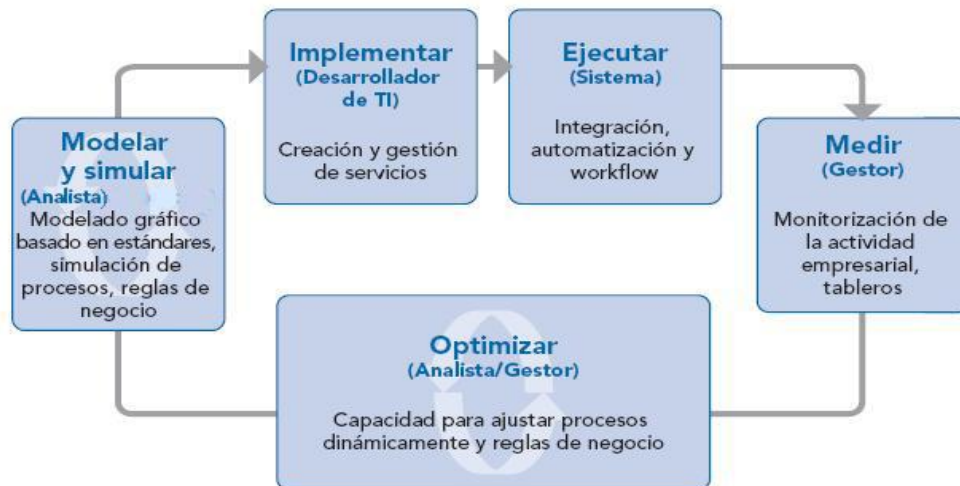 Modelar
y simular
(Analista)
Modelado gráfico
basado en estándares,
simulación de
procesos, reglas de
negocio
Implementar
(Desarrollador
de TI)
Creación y gestión
de servicios
Ejecutar
(Sistema)
Integración,
automatización y
workflow
Medir
(Gestor)
Monitorización de
la actividad
empresarial,
tableros
Optimizar
(Analista/Gestor)
Capacidad para ajustar procesos
dinámicamente y reglas de negocio